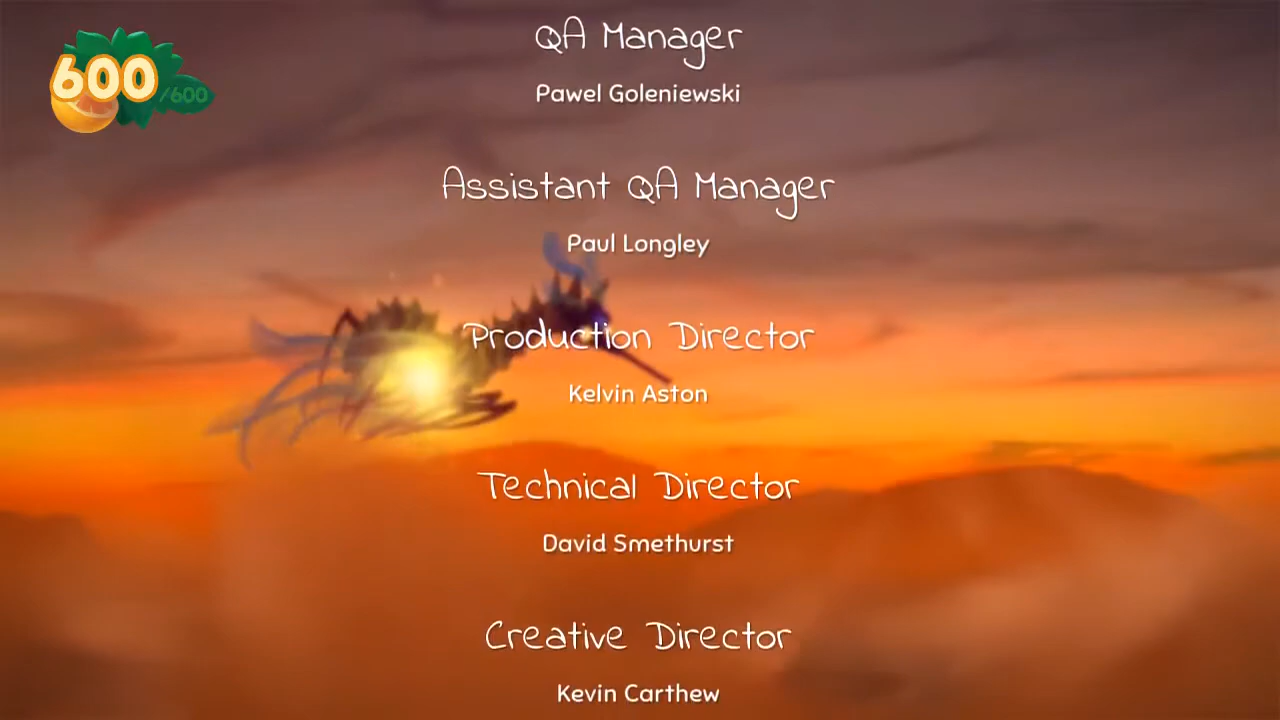 600
/600
QA Manager
Pawel Goleniewski
Assistant QA Manager
Paul Longley
Production Director
Kelvin Aston
Technical Director
David Smethurst
Creative Director
Kevin Carthew